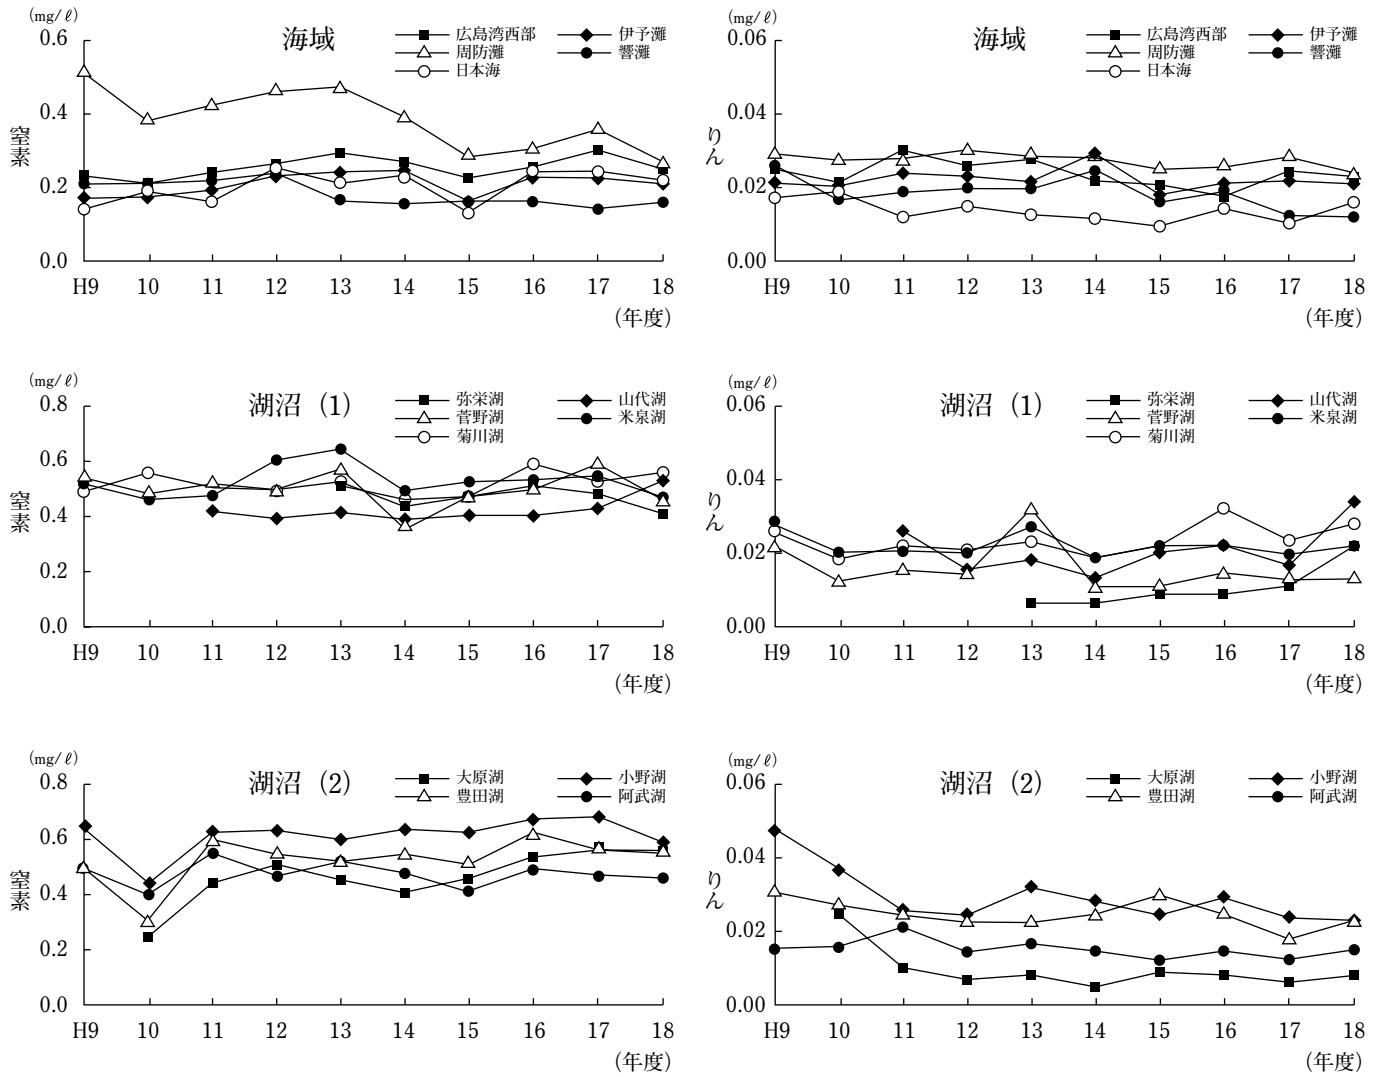 (mg/ℓ)
海域
広島湾西部
伊予灘
周防灘
響灘
日本海
0.6
0.4
0.2
0.0
窒素
H9 10 11 12 13 14 15 16 17 18
(年度)
(mg/ℓ)
海域
広島湾西部
伊予灘
周防灘
響灘
日本海
0.06
0.04
0.02
0.00
りん
H9 10 11 12 13 14 15 16 17 18
(年度)
(mg/ℓ)
湖沼 (1)
弥栄湖
山代湖
菅野湖
米泉湖
菊川湖
0.8
0.6
0.4
0.2
0.0
窒素
H9 10 11 12 13 14 15 16 17 18
(年度)
(mg/ℓ)
湖沼 (1)
弥栄湖
山代湖
菅野湖
米泉湖
菊川湖
0.06
0.04
0.02
0.00
りん
H9 10 11 12 13 14 15 16 17 18
(年度)
(mg/ℓ)
湖沼 (2)
大原湖
小野湖
豊田湖
阿武湖
0.8
0.6
0.4
0.2
0.0
窒素
H9 10 11 12 13 14 15 16 17 18
(年度)
(mg/ℓ)
湖沼 (2)
大原湖
小野湖
豊田湖
阿武湖
0.06
0.04
0.02
0.00
りん
H9 10 11 12 13 14 15 16 17 18
(年度)